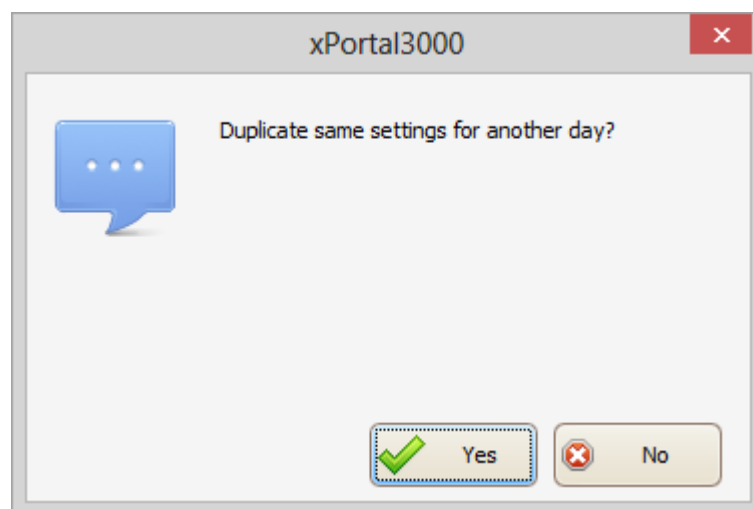 xPortal3000
Duplicate same settings for another day?
Yes
No